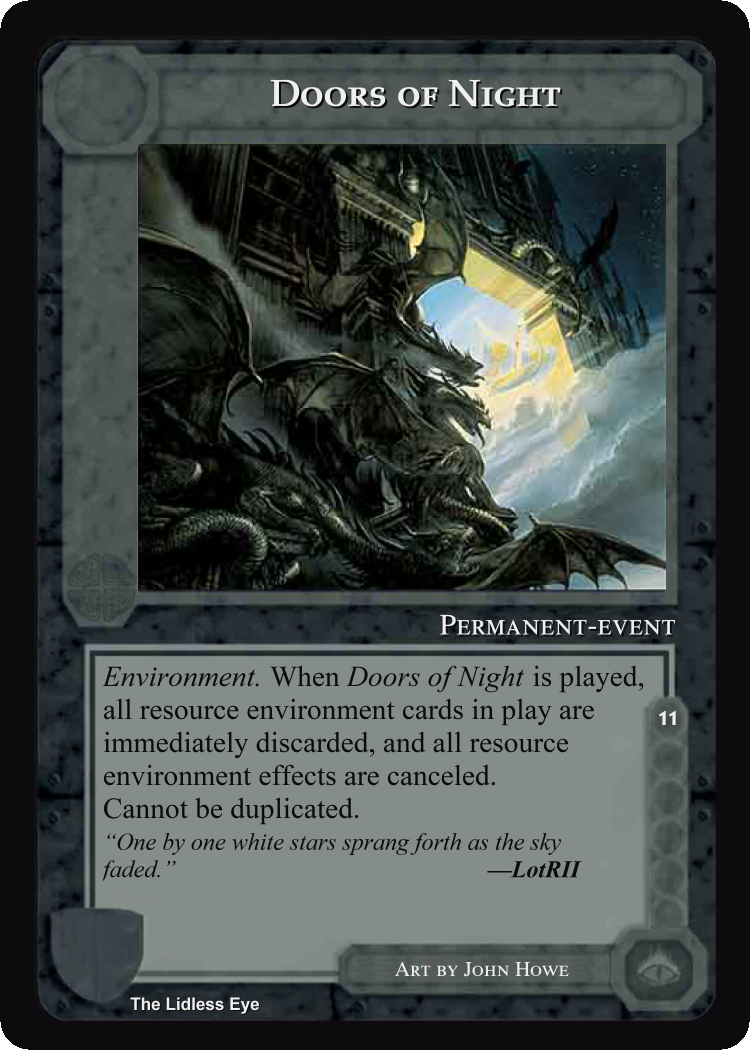 Doors of Night
Permanent-event
Environment. When Doors of Night is played,
all resource environment cards in play are
immediately discarded, and all resource
environment effects are canceled.
Cannot be duplicated.
“One by one white stars sprang forth as the sky
faded.” —LotRII
11
Art by John Howe
The Lidless Eye